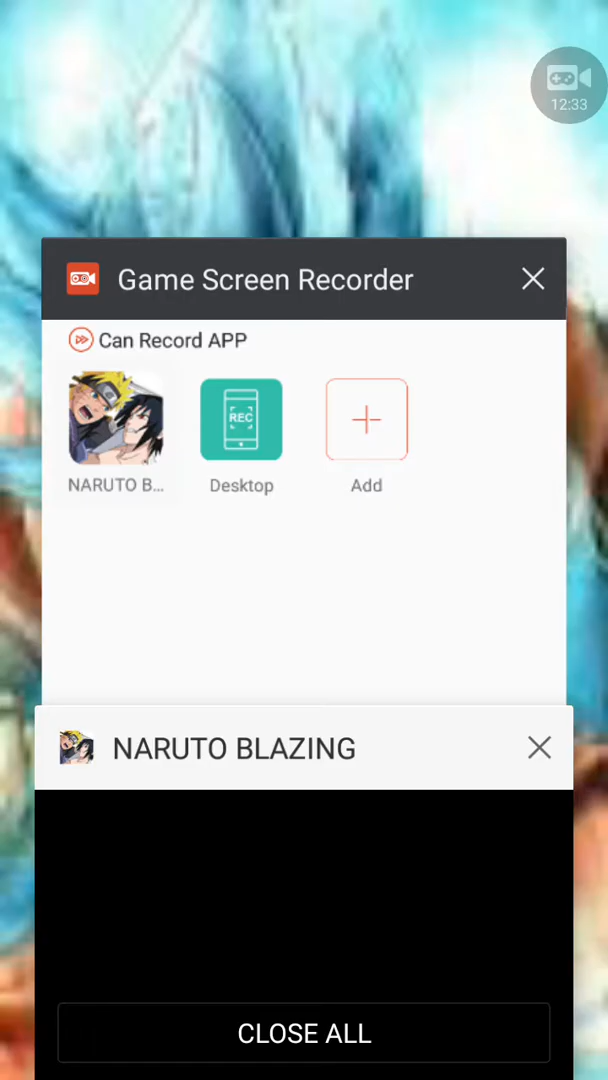 12:33
Game Screen Recorder
Can Record APP
REC
NARUTO B...
Desktop
Add
NARUTO BLAZING
CLOSE ALL